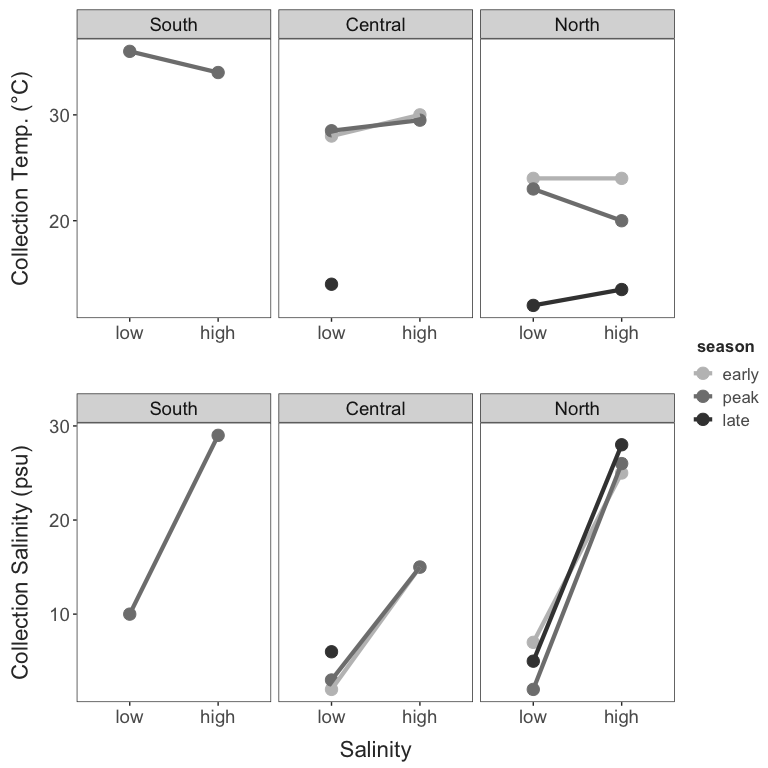 South Central North
Collection Temp. (°C)
30
20
low high low high low high
season
early
peak
late
South Central North
Collection Salinity (psu)
30
20
10
low high low high low high
Salinity